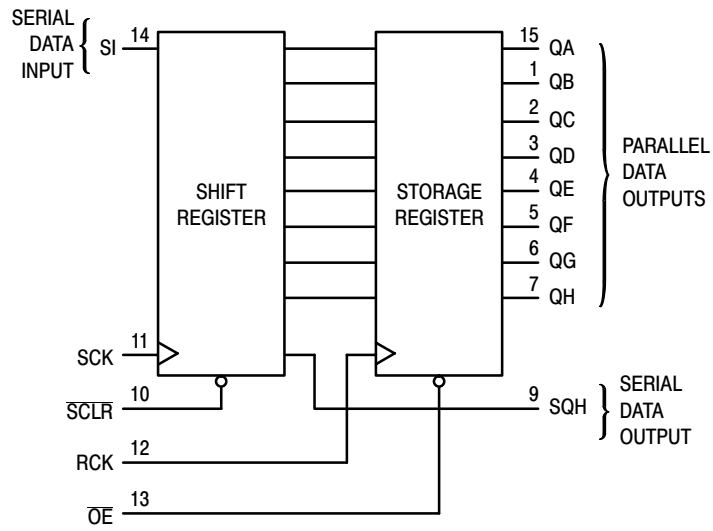 SERIAL
DATA
INPUT
SI 14
15 QA
1 QB
2 QC
3 QD
4 QE
5 QF
6 QG
7 QH
PARALLEL
DATA
OUTPUTS
SHIFT
REGISTER
STORAGE
REGISTER
SCK 11
SCLR 10
RCK 12
OE 13
9 SQH
SERIAL
DATA
OUTPUT